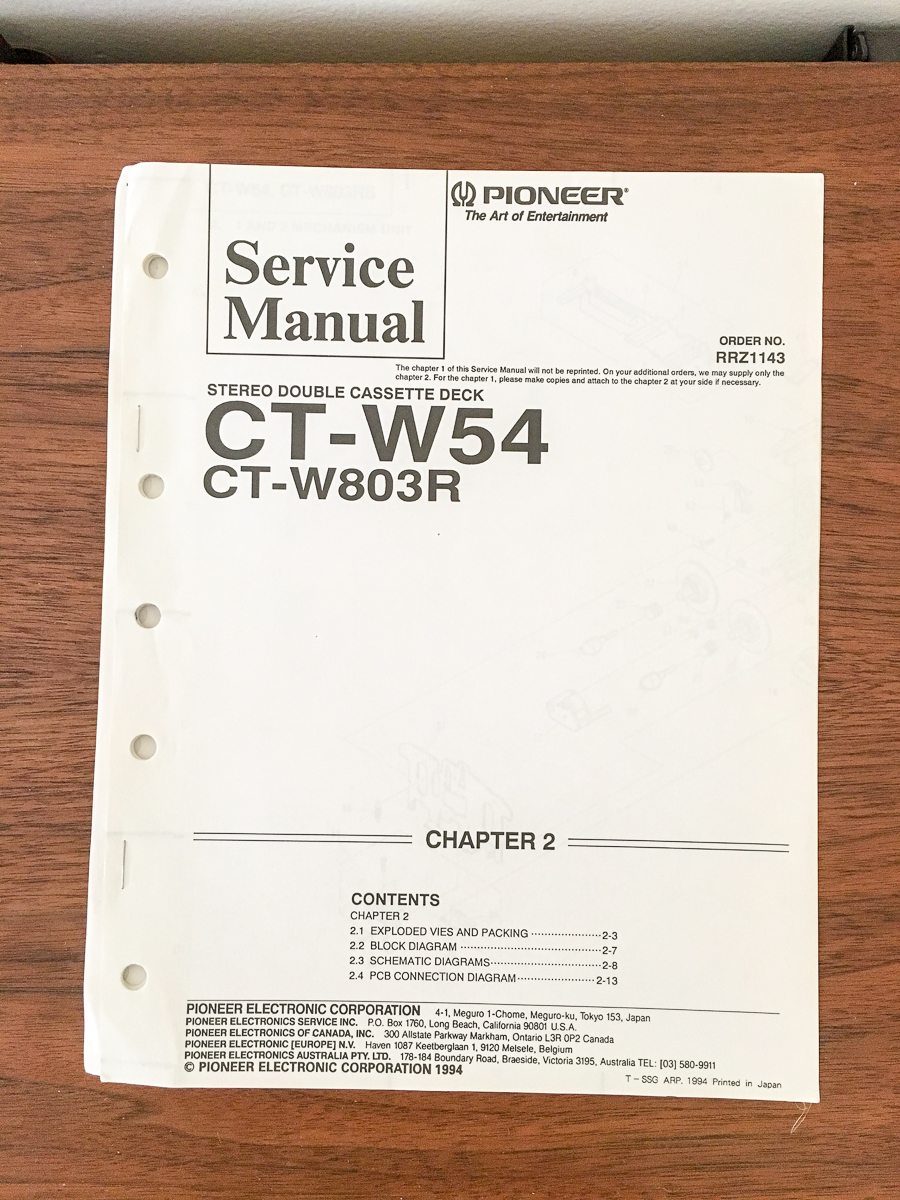 PIONEER®
The Art of Entertainment
Service
Manual
ORDER NO.
RRZ1143
The chapter 1 of this Service Manual will not be reprinted. On your additional orders, we may supply only the
chapter 2. For the chapter 1, please make copies and attach to the chapter 2 at your side if necessary.
STEREO DOUBLE CASSETTE DECK
CT-W54
CT-W803R
CHAPTER 2
CONTENTS
CHAPTER 2
2.1 EXPLODED VIES AND PACKING ····················2-3
2.2 BLOCK DIAGRAM ········································2-7
2.3 SCHEMATIC DIAGRAMS································2-8
2.4 PCB CONNECTION DIAGRAM······················2-13
PIONEER ELECTRONIC CORPORATION 4-1, Meguro 1-Chome, Meguro-ku, Tokyo 153, Japan
PIONEER ELECTRONICS SERVICE INC. P.O. Box 1760, Long Beach, California 90801 U.S.A.
PIONEER ELECTRONICS OF CANADA, INC. 300 Allstate Parkway Markham, Ontario L3R 0P2 Canada
PIONEER ELECTRONIC [EUROPE] N.V. Haven 1087 Keetberglaan 1, 9120 Melsele, Belgium
PIONEER ELECTRONICS AUSTRALIA PTY. LTD. 178-184 Boundary Road, Braeside, Victoria 3195, Australia TEL: [03] 580-9911
© PIONEER ELECTRONIC CORPORATION 1994
T – SSG ARP. 1994 Printed in Japan